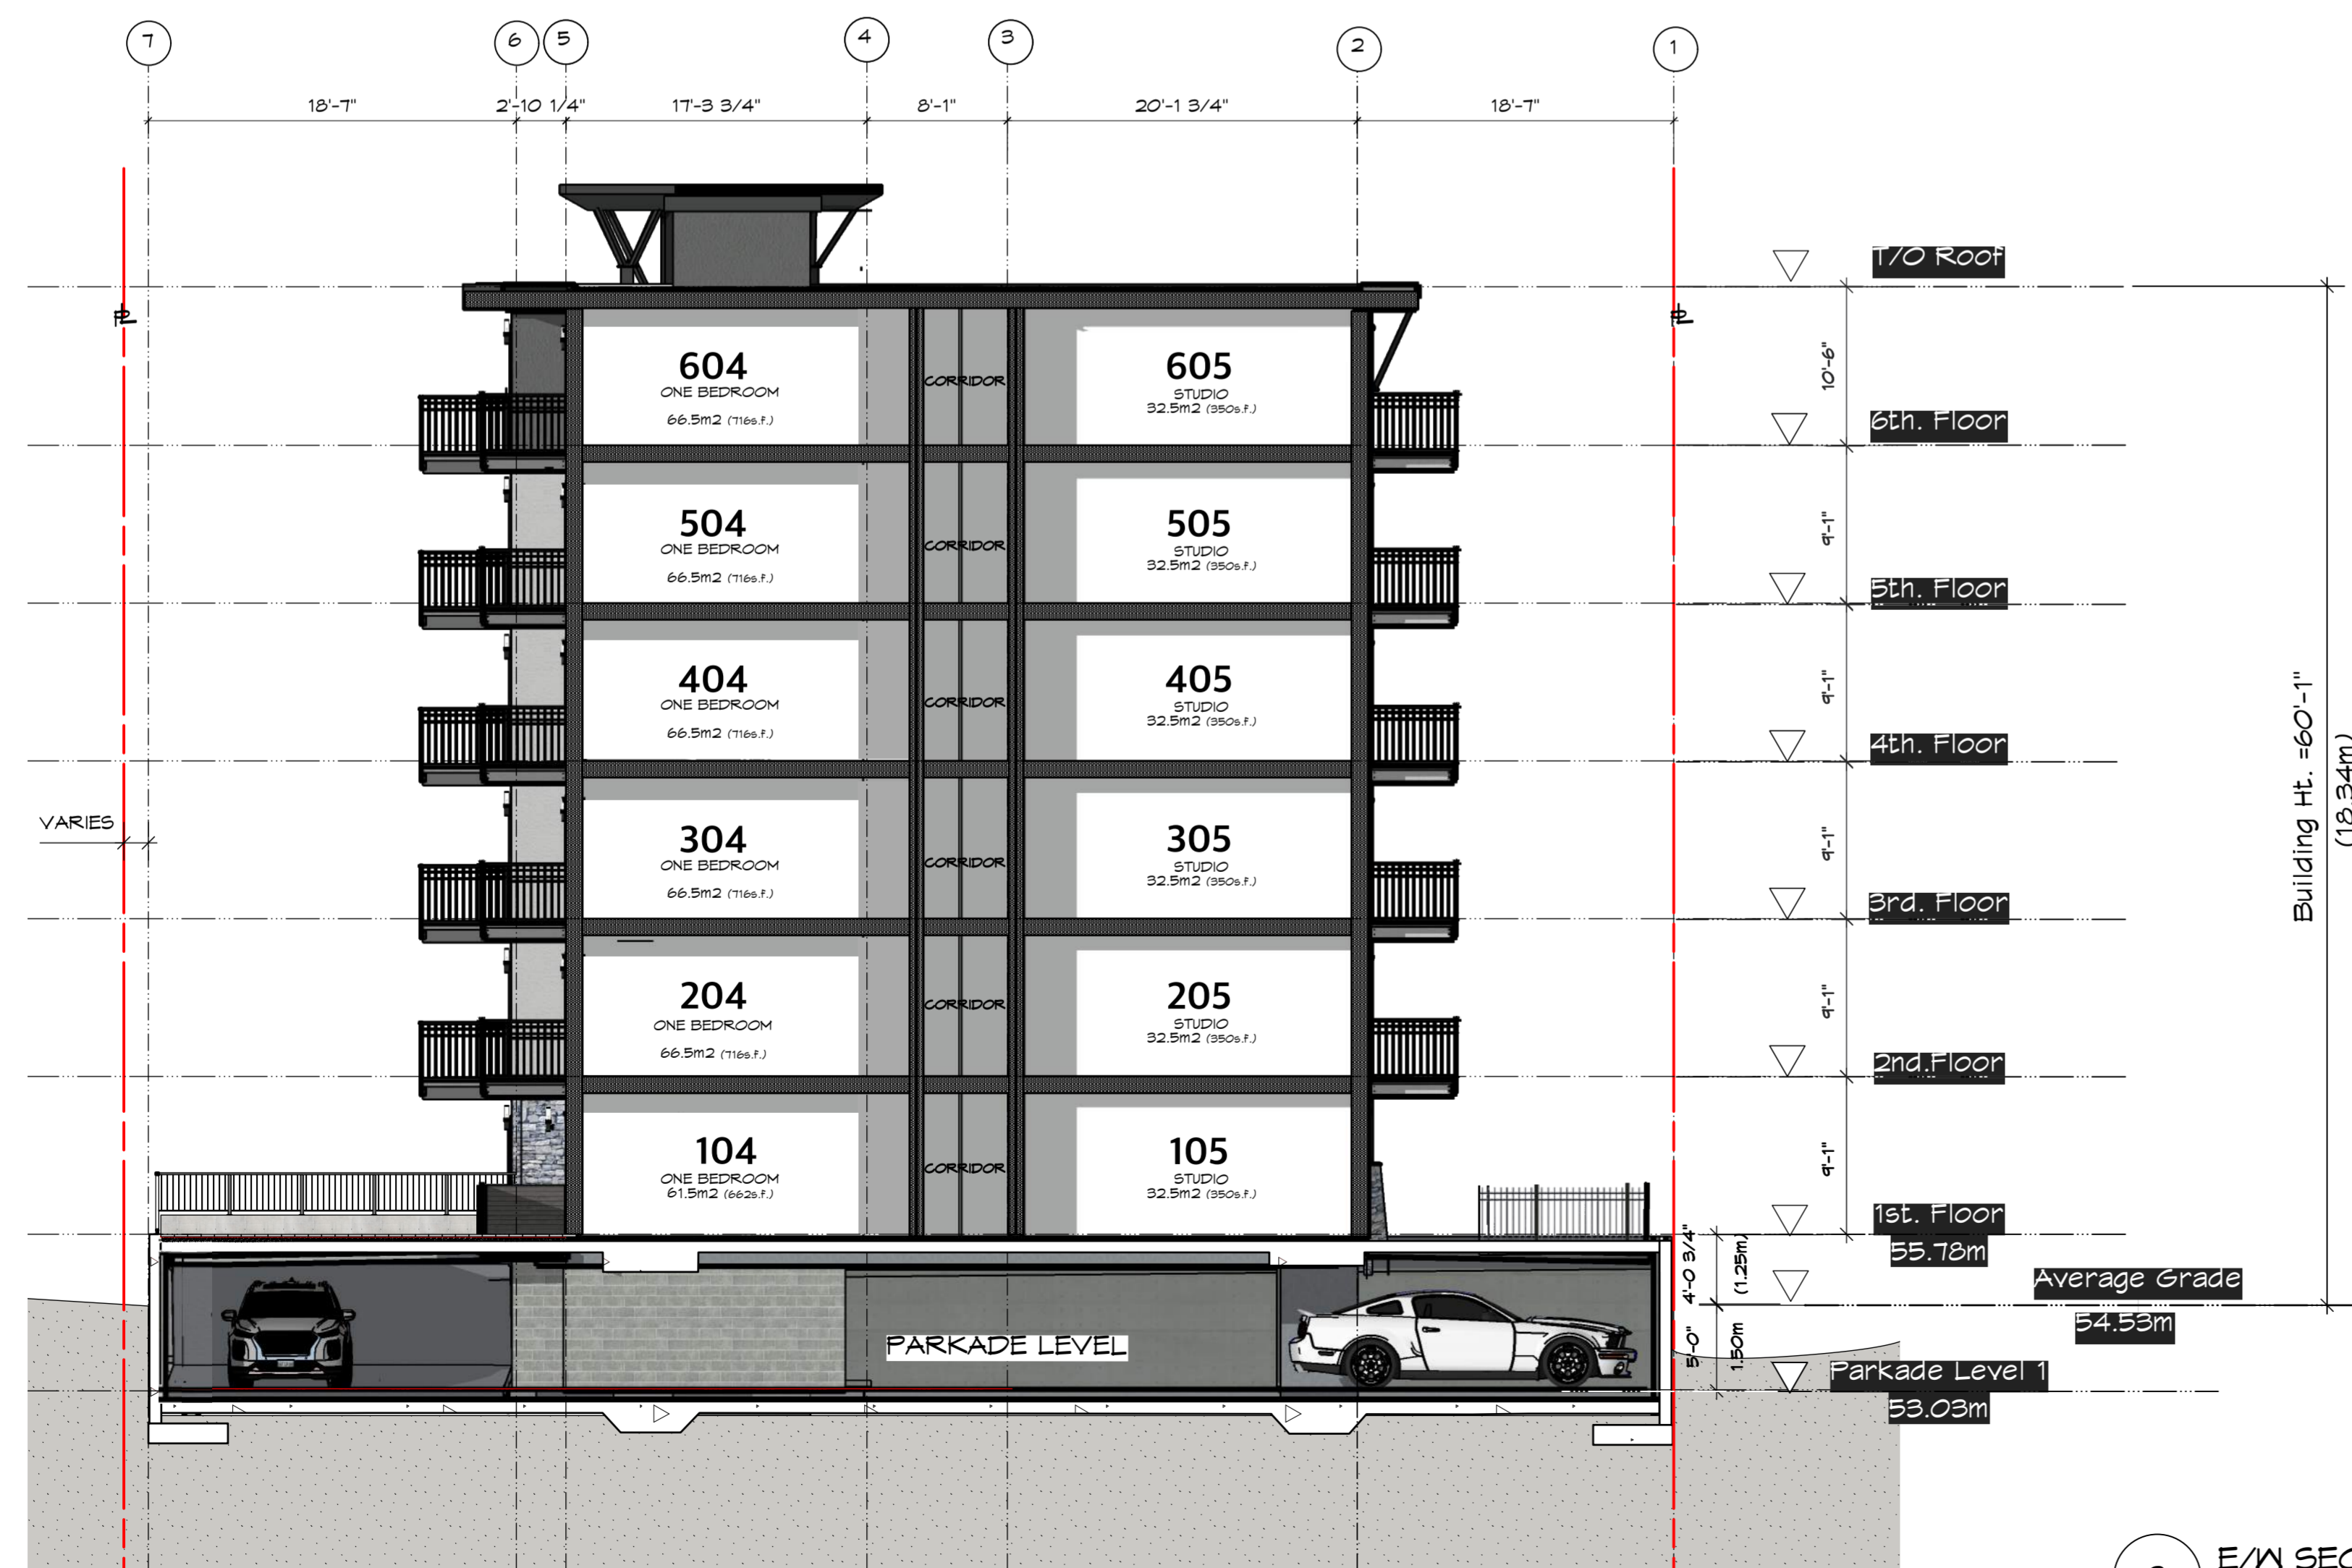 7
6
5
4
3
2
1
18'-7"
2'-10 1/4"
17'-3 3/4"
8'-1"
20'-1 3/4"
18'-7"
T/O Roof
10'-6"
604
ONE BEDROOM
66.5m2 (716s.f.)
CORRIDOR
605
STUDIO
32.5m2 (350s.f.)
6th. Floor
9'-1"
504
ONE BEDROOM
66.5m2 (716s.f.)
CORRIDOR
505
STUDIO
32.5m2 (350s.f.)
5th. Floor
9'-1"
404
ONE BEDROOM
66.5m2 (716s.f.)
CORRIDOR
405
STUDIO
32.5m2 (350s.f.)
4th. Floor
Building Ht. =60'-1"
(18.34m)
VARIES
9'-1"
304
ONE BEDROOM
66.5m2 (716s.f.)
CORRIDOR
305
STUDIO
32.5m2 (350s.f.)
3rd. Floor
9'-1"
204
ONE BEDROOM
66.5m2 (716s.f.)
CORRIDOR
205
STUDIO
32.5m2 (350s.f.)
2nd.Floor
9'-1"
104
ONE BEDROOM
61.5m2 (662s.f.)
CORRIDOR
105
STUDIO
32.5m2 (350s.f.)
1st. Floor
55.78m
4'-0 3/4"
(1.25m)
Average Grade
54.53m
5'-0"
1.50m
PARKADE LEVEL
Parkade Level 1
53.03m
E/W